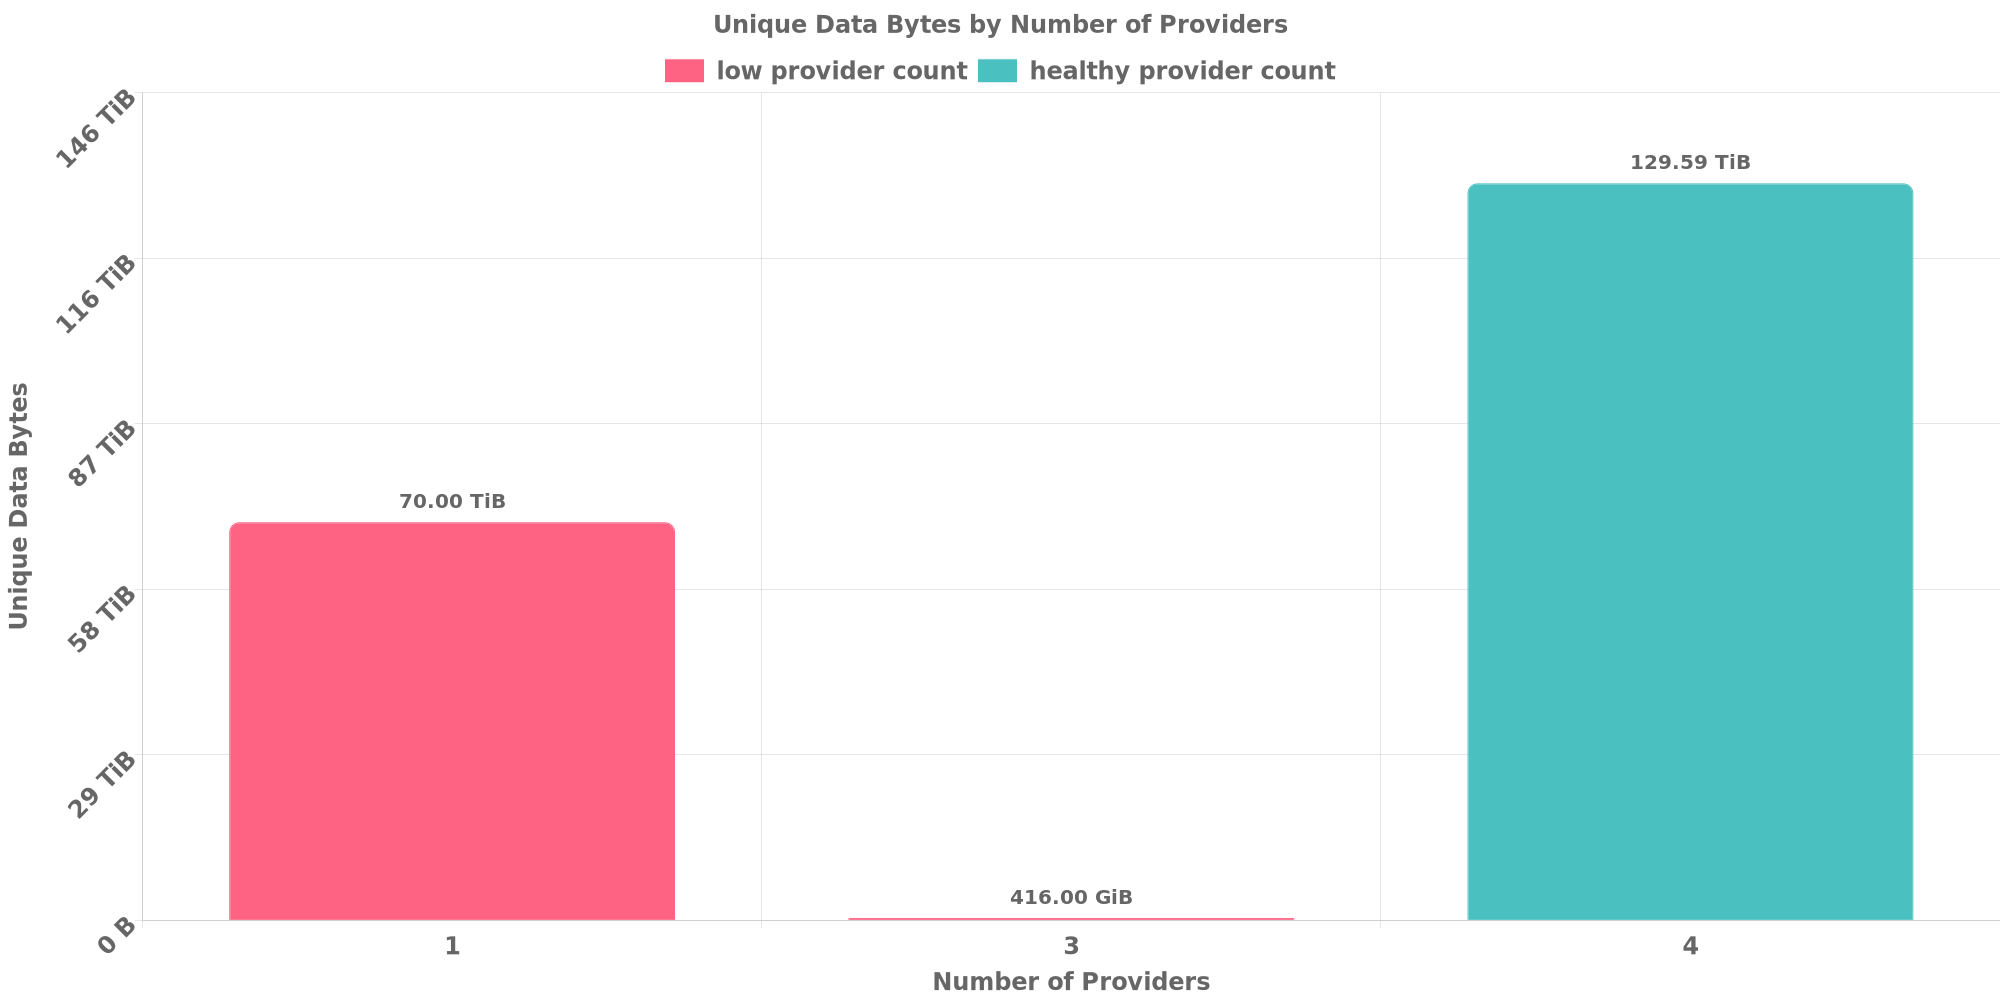 Unique Data Bytes by Number of Providers
low provider count healthy provider count
146 TiB
116 TiB
87 TiB
58 TiB
29 TiB
0 B
Unique Data Bytes
70.00 TiB
416.00 GiB
129.59 TiB
1 3 4
Number of Providers